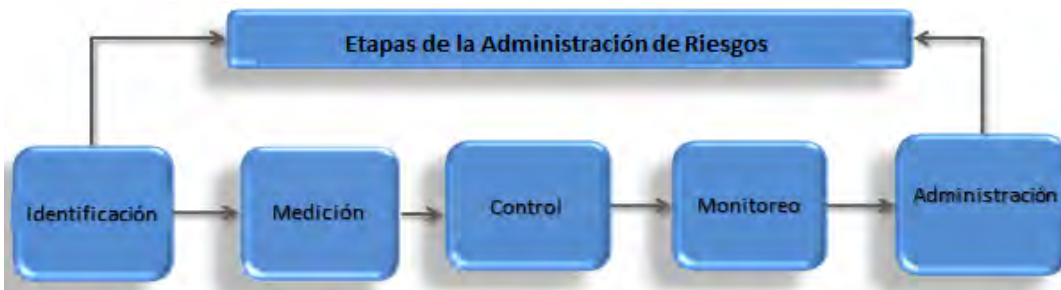 Etapas de la Administración de Riesgos
Identificación
Medición
Control
Monitoreo
Administración